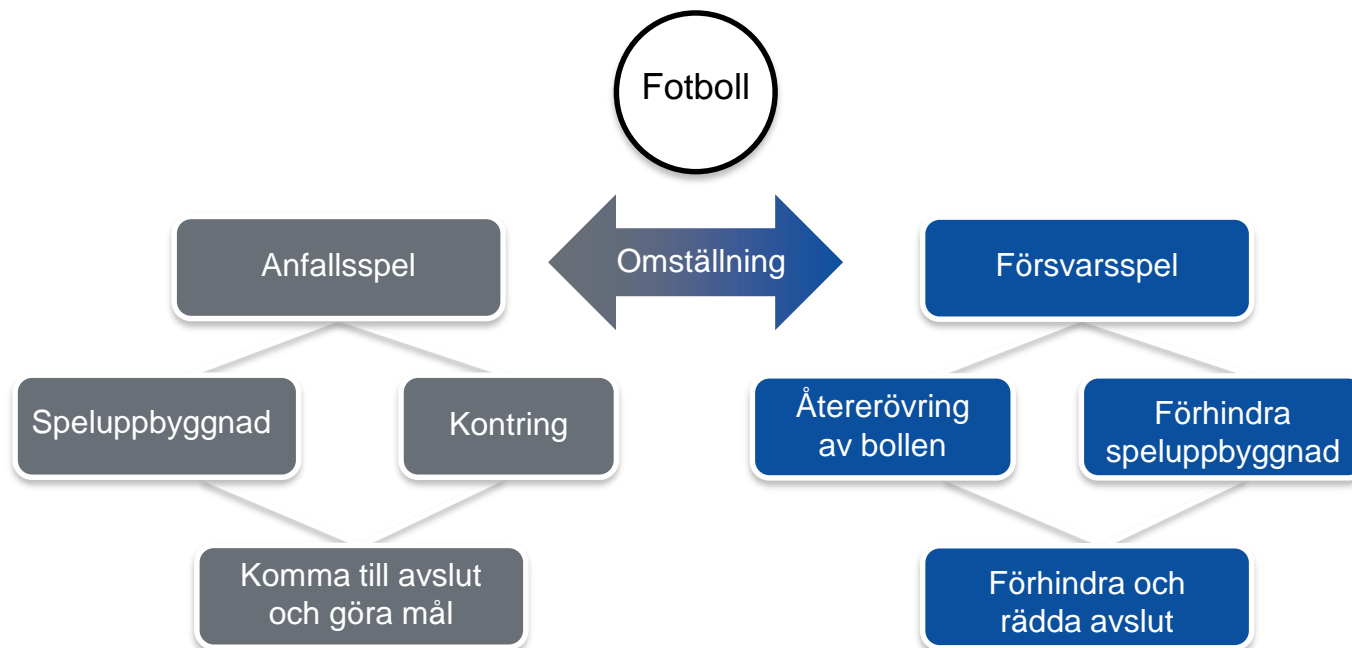 Fotboll
Anfallsspel
Omställning
Försvarsspel
Speluppbyggnad
Kontring
Återerövring
av bollen
Förhindra
speluppbyggnad
Komma till avslut
och göra mål
Förhindra och
rädda avslut